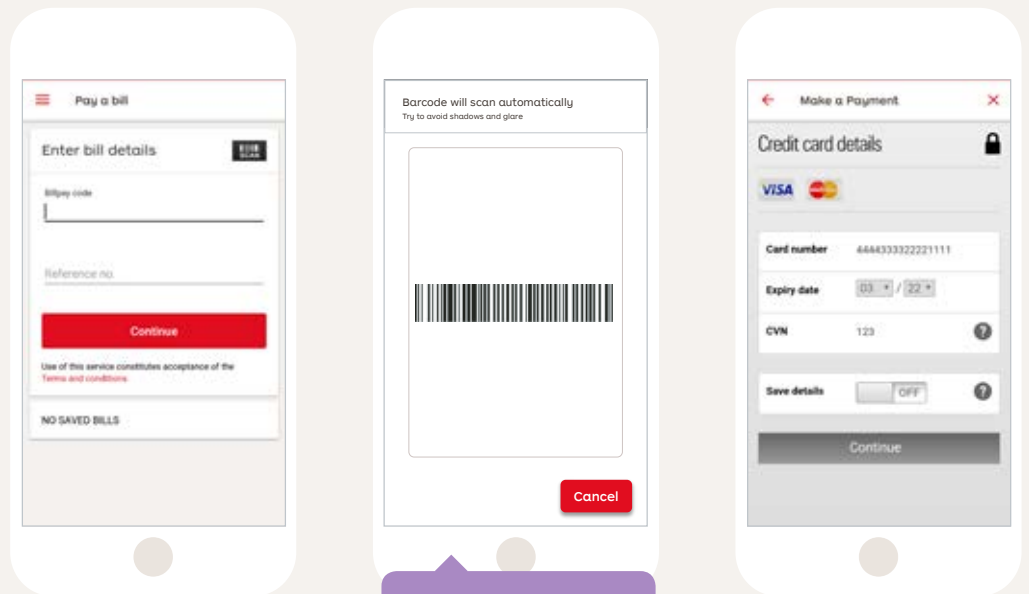 Pay a bill
Enter bill details
SCAN
Billpay code
Reference no.
Continue
Use of this service constitutes acceptance of the
Terms and conditions
NO SAVED BILLS
Barcode will scan automatically
Try to avoid shadows and glare
Cancel
Make a Payment
Credit card details
VISA
Card number 4444333322221111
Expiry date 03 / 22
CVN 123 ?
Save details OFF ?
Continue